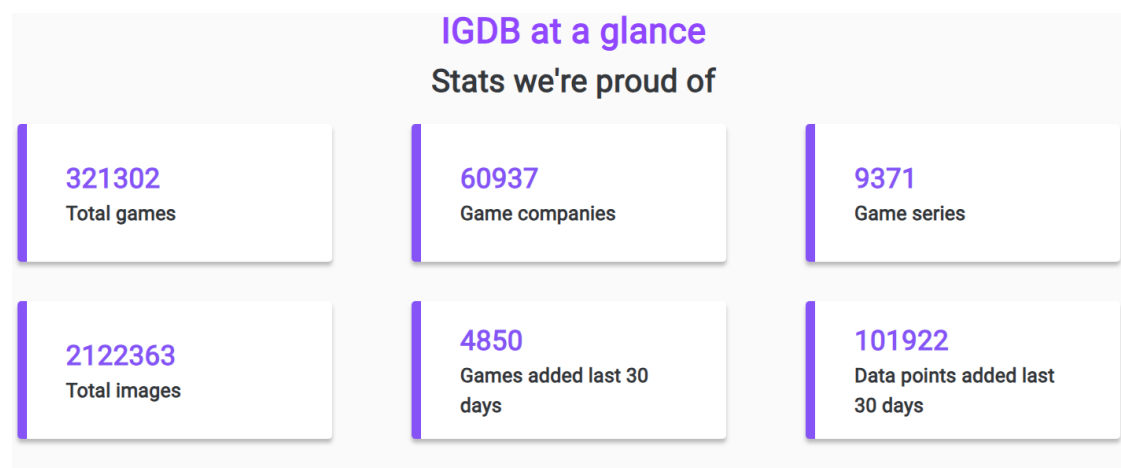 IGDB at a glance
Stats we're proud of
321302
Total games
60937
Game companies
9371
Game series
2122363
Total images
4850
Games added last 30
days
101922
Data points added last
30 days